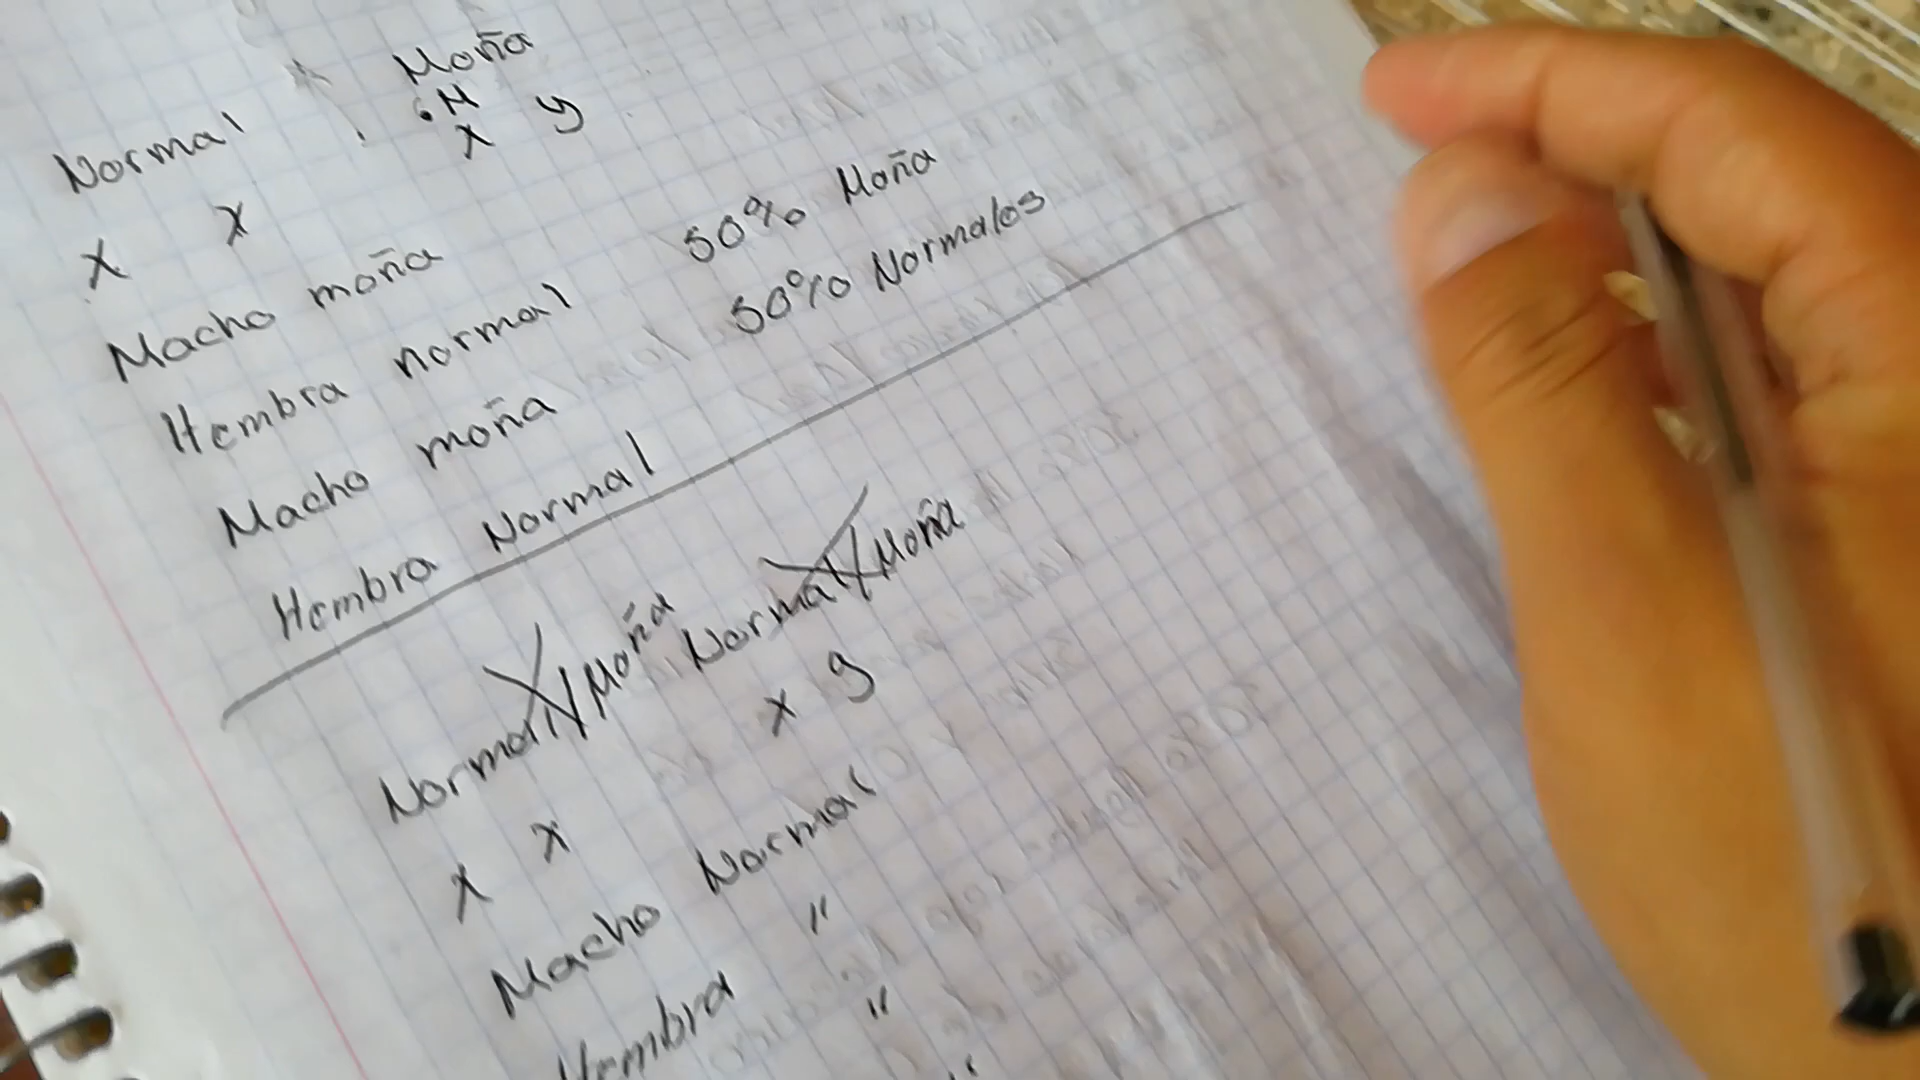 Normal Moña
X X M X y
Macho moña
Hembra normal 50% Moña
Macho moña 50% Normales
Hembra Normal
Normal/Moña Normal/Moña
X X X y
Macho Normal
Hembra "
"
"